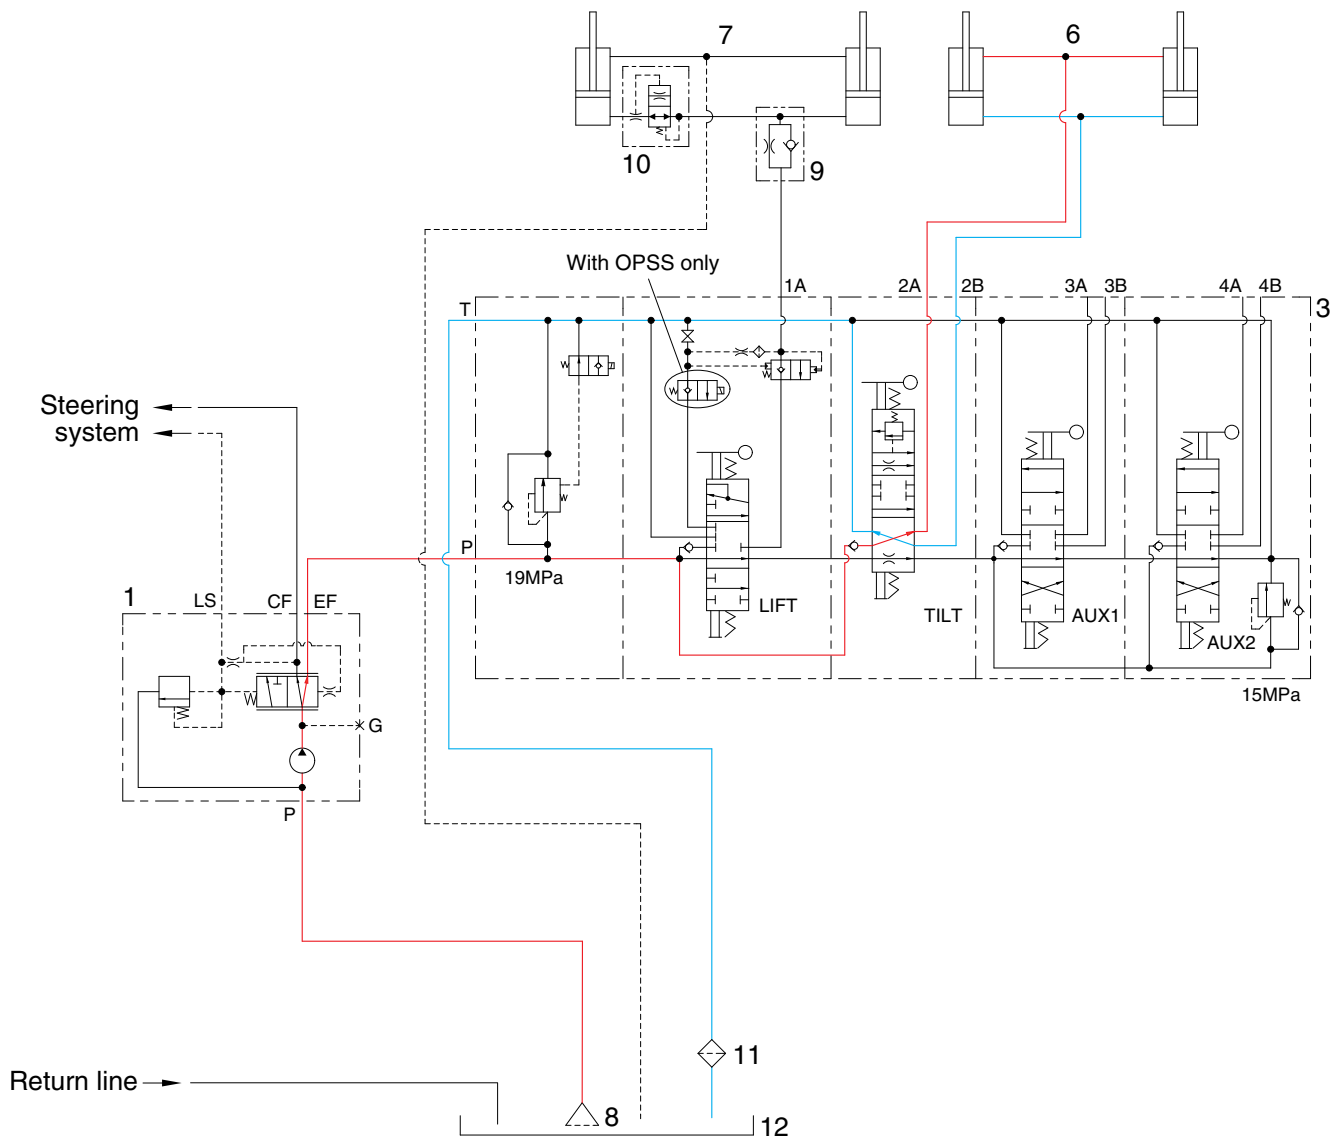 7
6
10
9
With OPSS only
1A
2A
2B
3A
3B
4A
4B
T
3
Steering
system
P
19MPa
LIFT
TILT
AUX1
AUX2
15MPa
1
LS
CF
EF
G
P
11
Return line
8
12